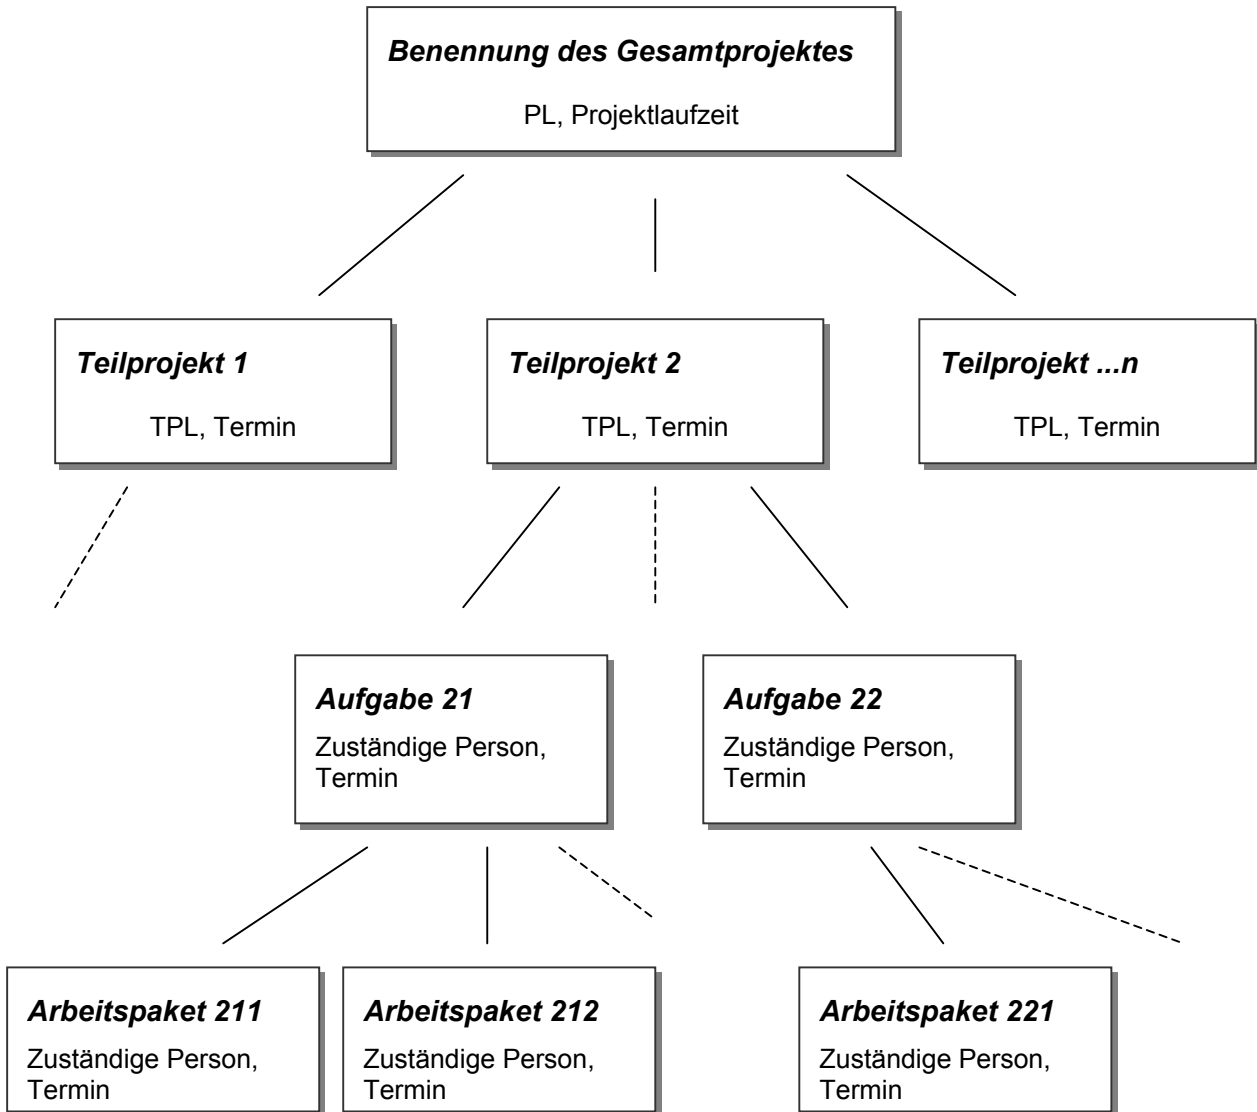 Benennung des Gesamtprojektes
PL, Projektlaufzeit
Teilprojekt 1
TPL, Termin
Teilprojekt 2
TPL, Termin
Teilprojekt ...n
TPL, Termin
Aufgabe 21
Zuständige Person,
Termin
Aufgabe 22
Zuständige Person,
Termin
Arbeitspaket 211
Zuständige Person,
Termin
Arbeitspaket 212
Zuständige Person,
Termin
Arbeitspaket 221
Zuständige Person,
Termin